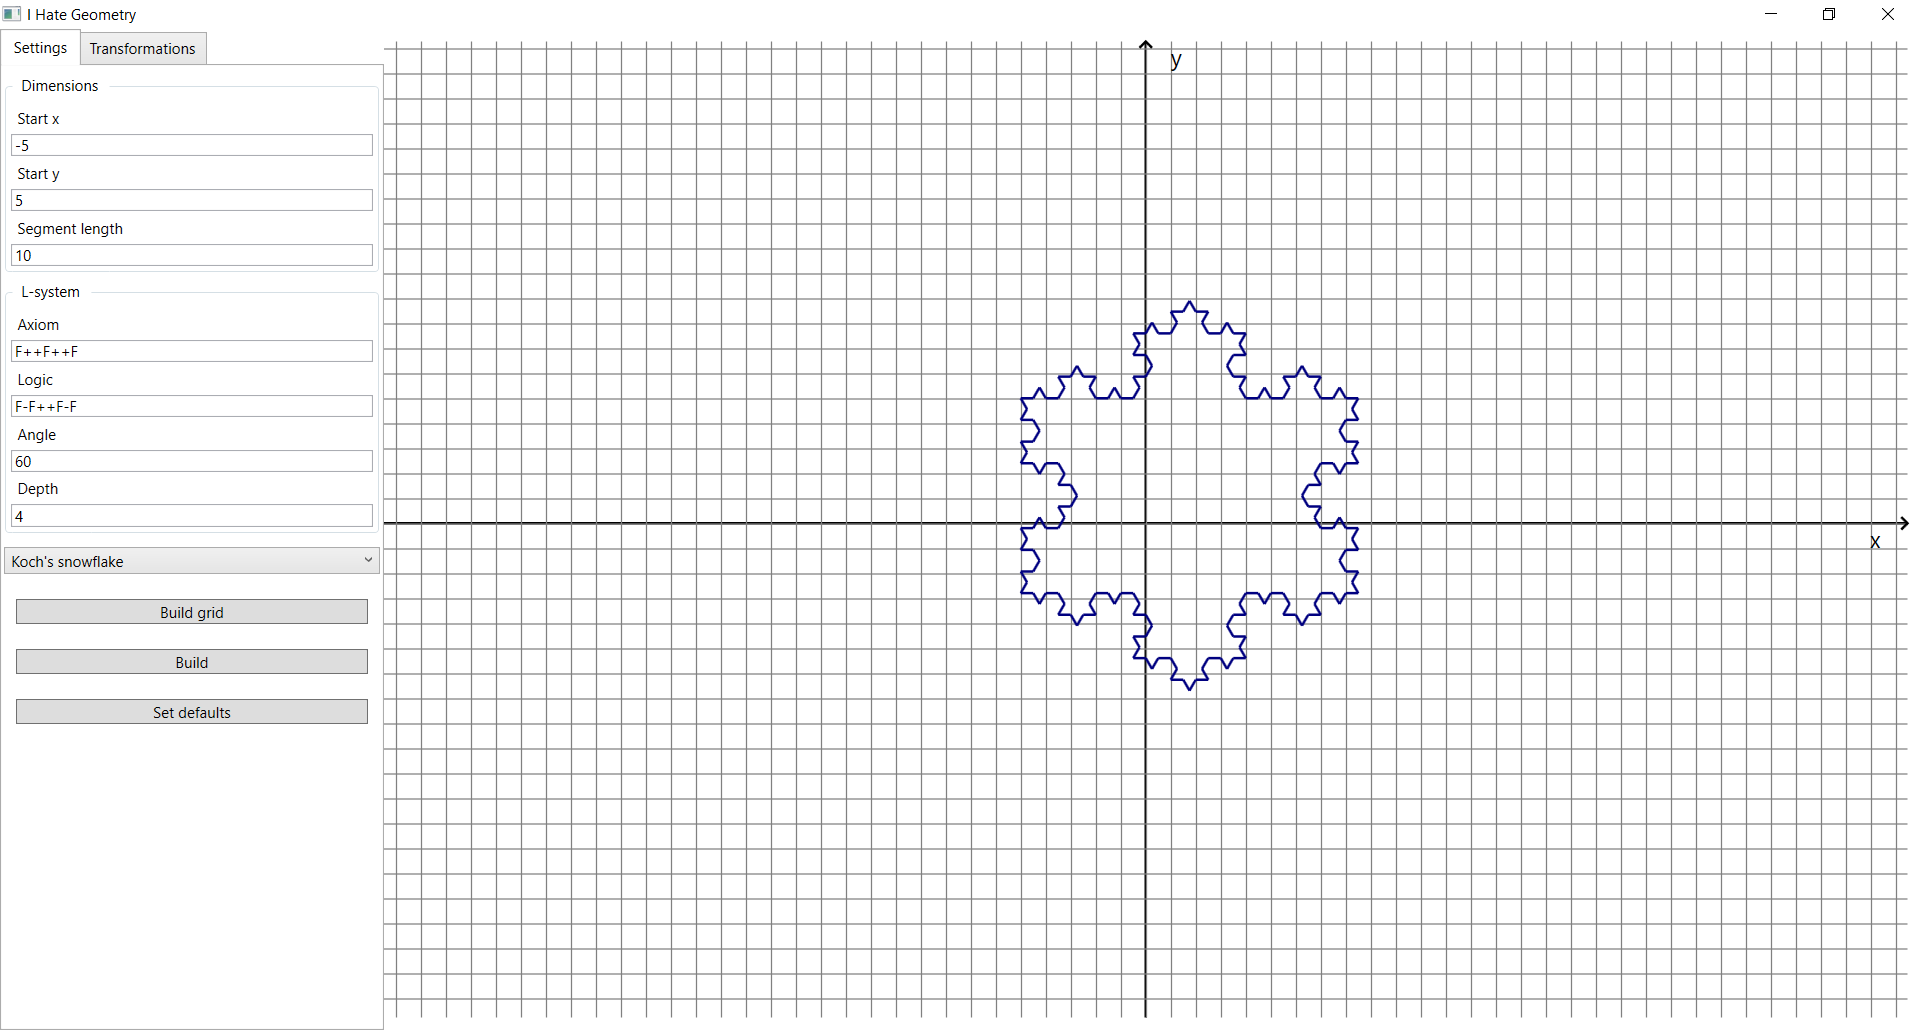 I Hate Geometry
Settings
Transformations
Dimensions
Start x
-5
Start y
5
Segment length
10
L-system
Axiom
F++F++F
Logic
F-F++F-F
Angle
60
Depth
4
Koch's snowflake
Build grid
Build
Set defaults
y
x